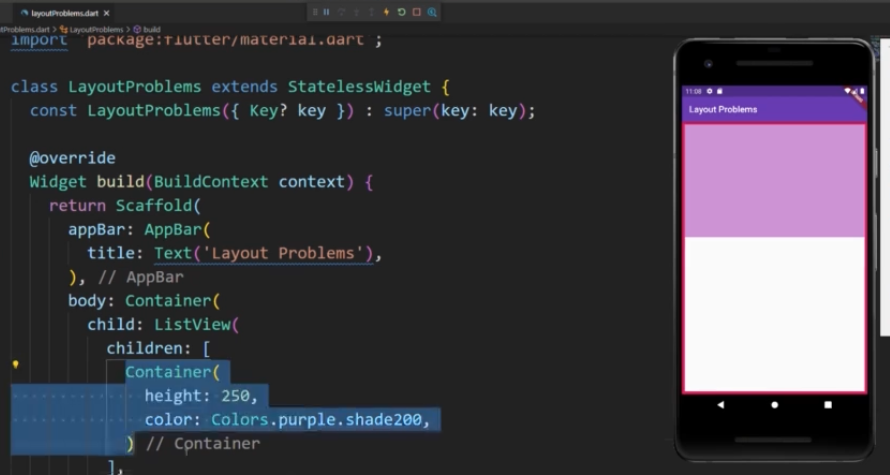 layoutProblems.dart
tProblems.dart > LayoutProblems > build
import 'package:flutter/material.dart';
class LayoutProblems extends StatelessWidget {
const LayoutProblems({ Key? key }) : super(key: key);
@override
Widget build(BuildContext context) {
return Scaffold(
appBar: AppBar(
title: Text('Layout Problems'),
), // AppBar
body: Container(
child: ListView(
children: [
Container(
height: 250,
color: Colors.purple.shade200,
) // Container
],
11:08
Layout Problems